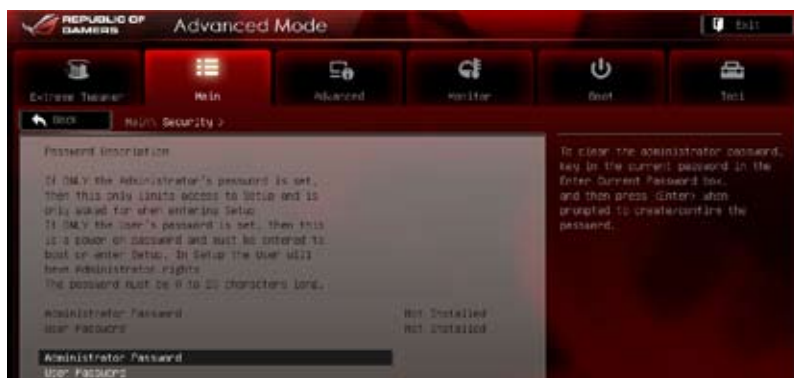 REPUBLIC OF
GAMERS
Advanced Mode
Exit
Extreme Tweaker
Main
Advanced
Monitor
Boot
Tool
Back
Main\ Security >
Password Description
If ONLY the Administrator's password is set,
then this only limits access to Setup and is
only asked for when entering Setup
If ONLY the User's password is set, then this
is a power on password and must be entered to
boot or enter Setup. In Setup the User will
have Administrator rights
The password must be to 20 characters long.
Administrator Password
Not Installed
User Password
Not Installed
Administrator Password
User Password
To clear the administrator password,
key in the current password in the
Enter Current Password box,
and then press <Enter> when
prompted to create/confirm the
password.